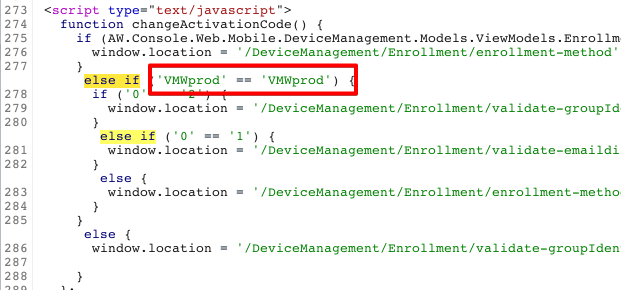 273 <script type="text/javascript">
274 function changeActivationCode() {
275 if (AW.Console.Web.Mobile.DeviceManagement.Models.ViewModels.Enrollm
276 window.location = '/DeviceManagement/Enrollment/enrollment-method'
277 }
else if ('VMWprod' == 'VMWprod') {
278 if ('0' '2') {
279 window.location = '/DeviceManagement/Enrollment/validate-groupIde
280 }
else if ('0' == '1') {
281 window.location = '/DeviceManagement/Enrollment/validate-emaildi
282 }
else {
283 window.location = '/DeviceManagement/Enrollment/enrollment-metho
284 }
285 }
else {
286 window.location = '/DeviceManagement/Enrollment/validate-groupIden
287
288 }
289 };